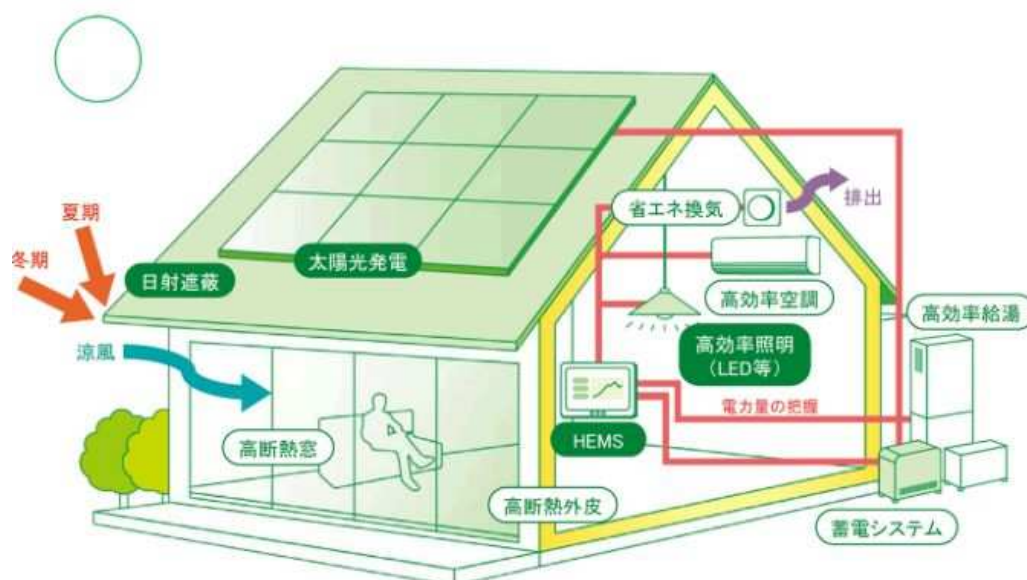 夏期
冬期
日射遮蔽
太陽光発電
省エネ換気
排出
高効率空調
高効率給湯
涼風
高効率照明
（LED等）
電力量の把握
HEMS
高断熱窓
高断熱外皮
蓄電システム